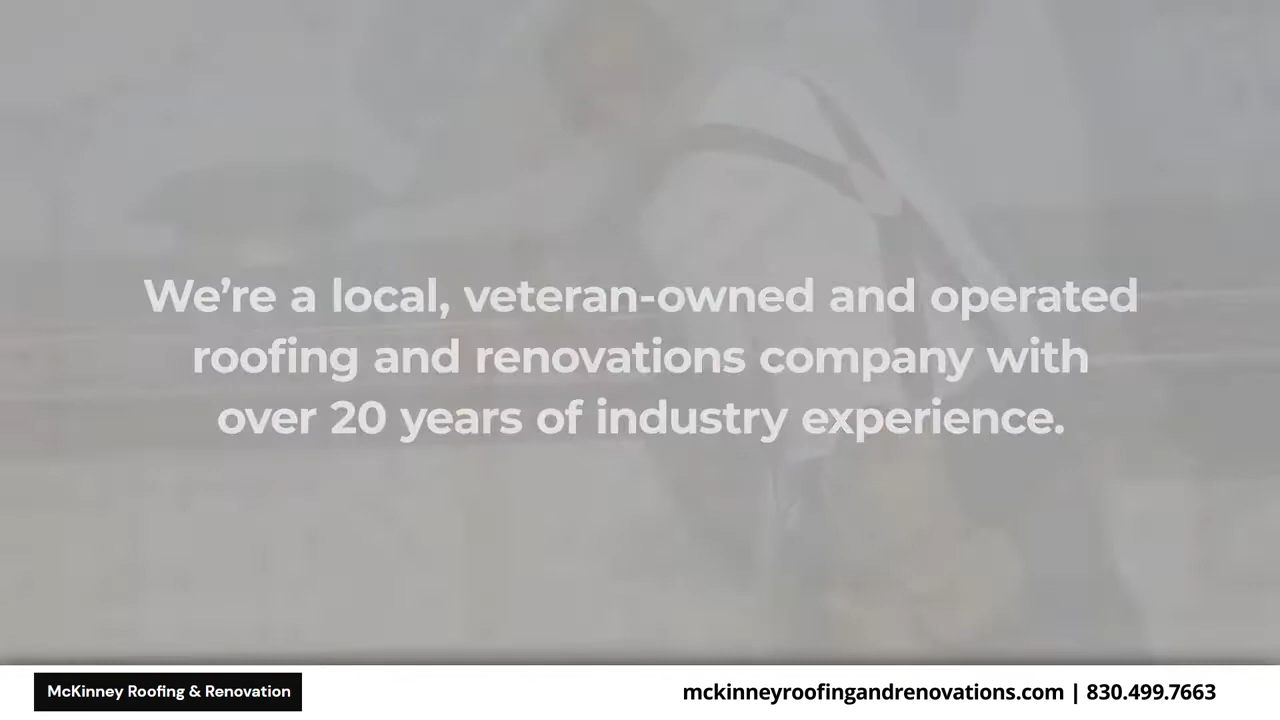 We're a local, veteran-owned and operated
roofing and renovations company with
over 20 years of industry experience.
McKinney Roofing & Renovation
mckinneyroofingandrenovations.com | 830.499.7663